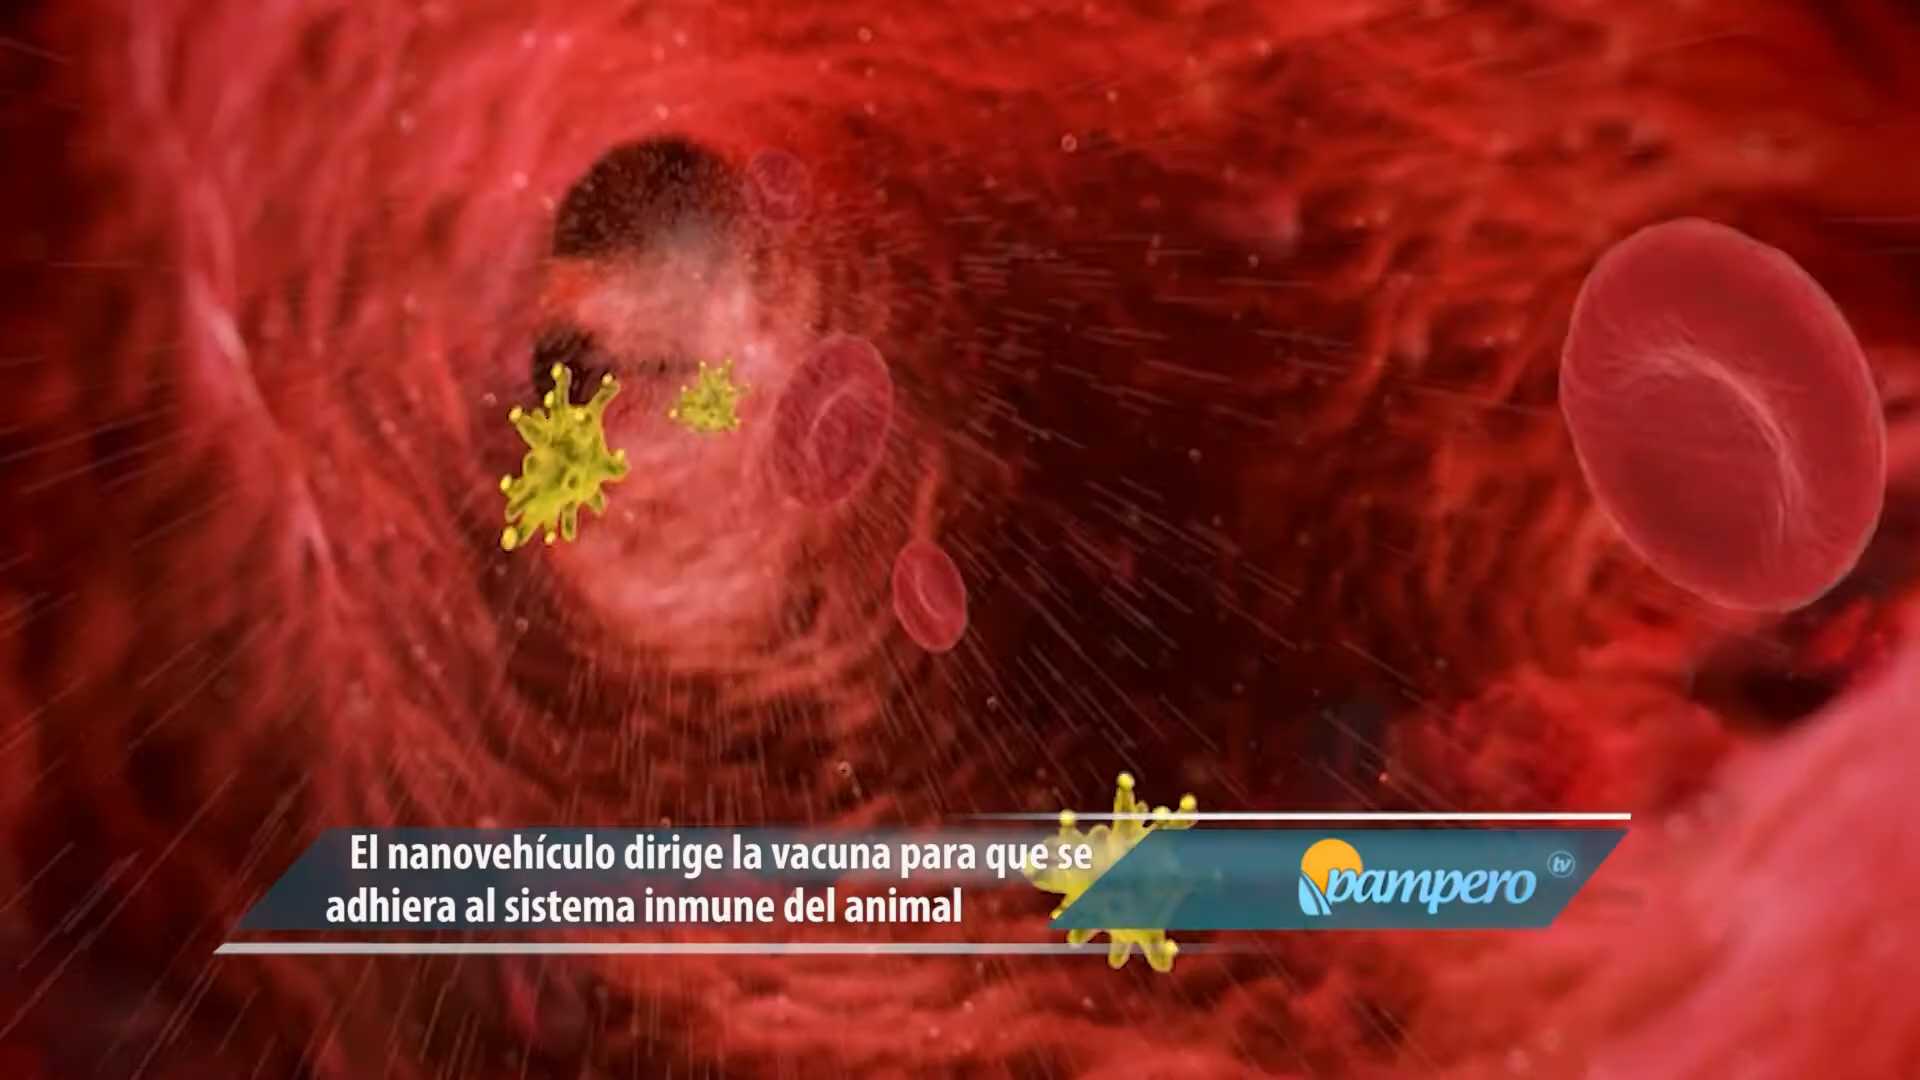 El nanovehículo dirige la vacuna para que se
adhiera al sistema inmune del animal
pampero tv